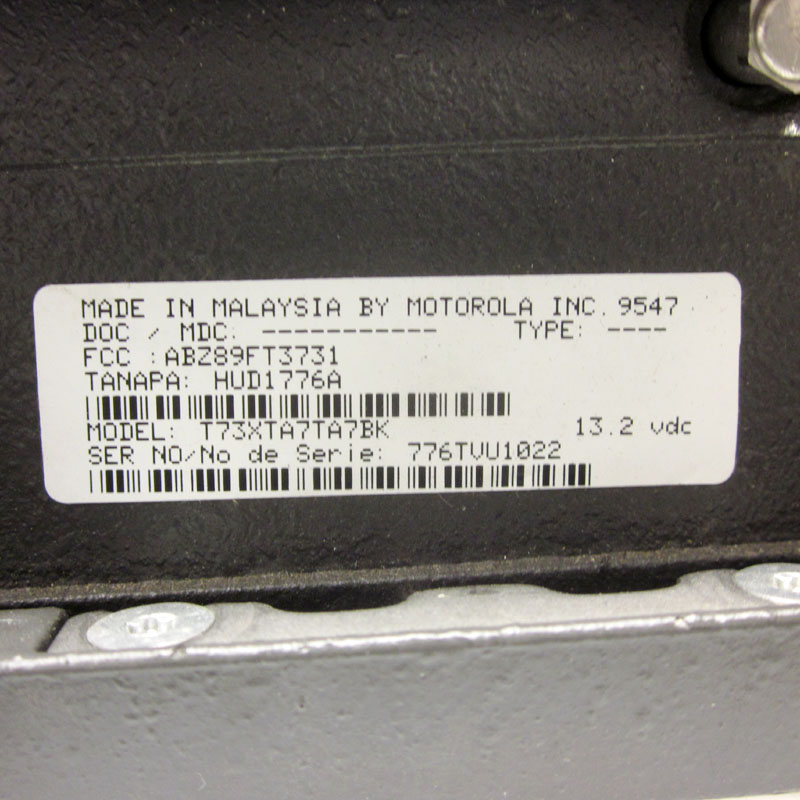 MADE IN MALAYSIA BY MOTOROLA INC. 9547
DOC / MDC: ------------ TYPE: ----
FCC : ABZ89FT3731
TANAPA: HUD1776A
MODEL: T73XTA7TA7BK 13.2 vdc
SER NO/No de Serie: 776TVU1022